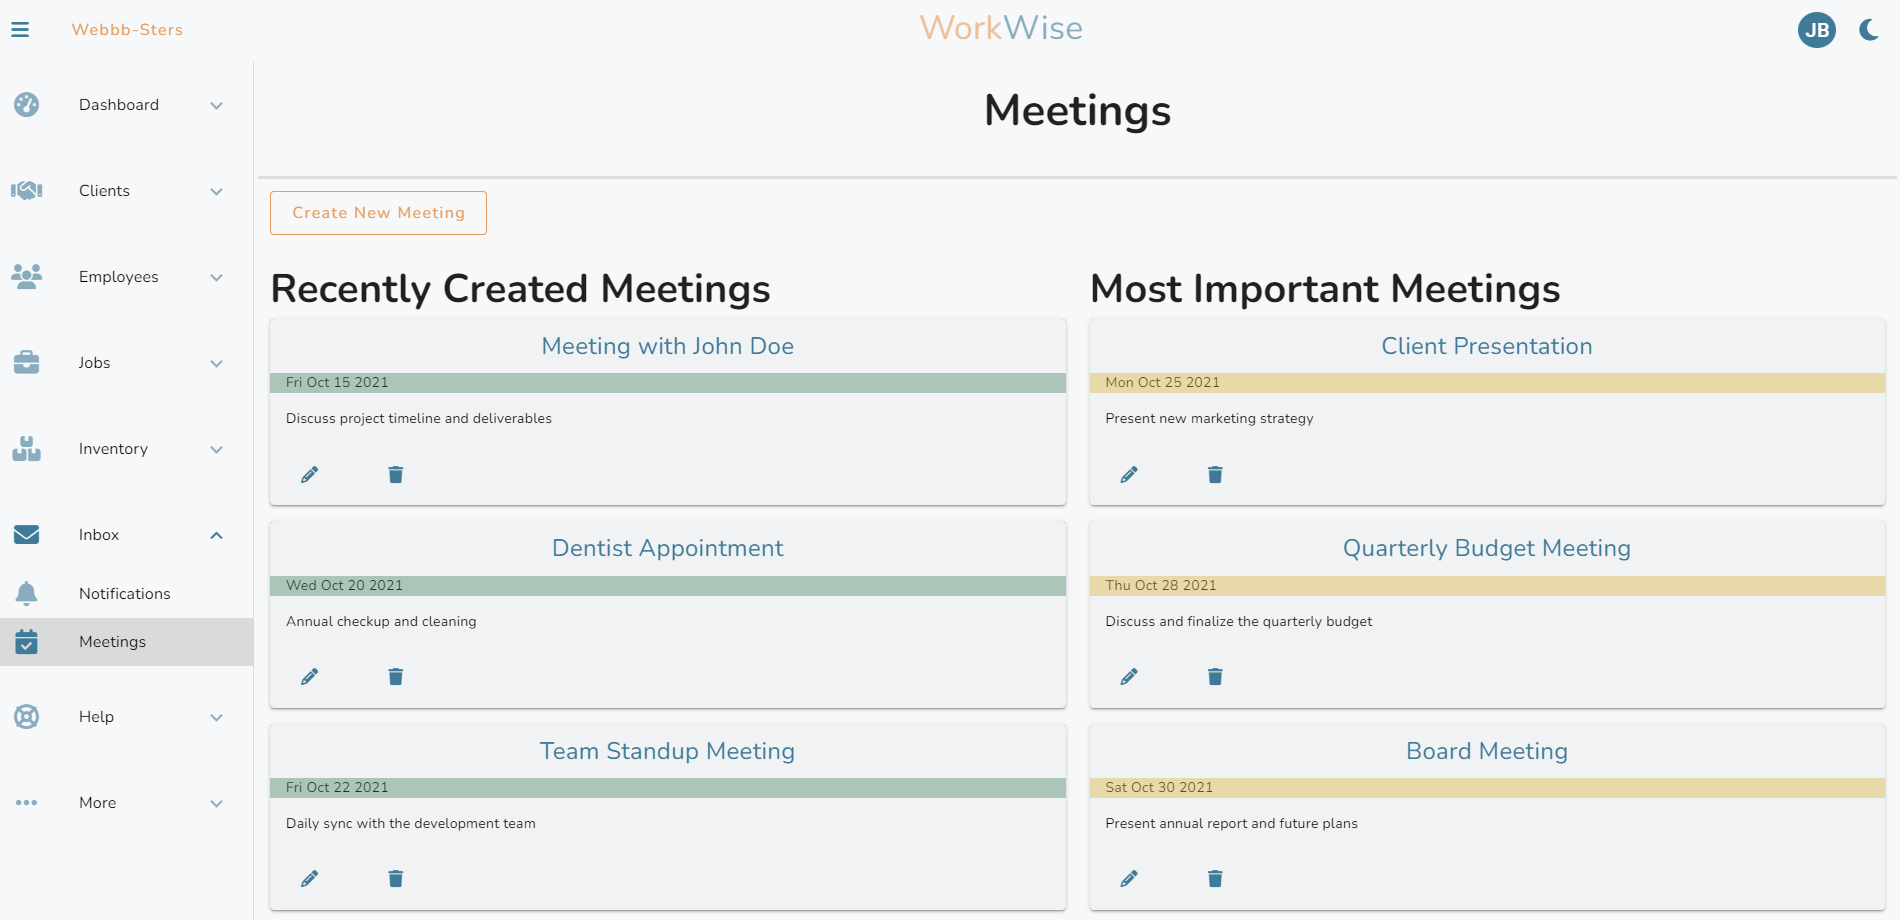 Webbb-Sters
WorkWise
JB
Dashboard
Clients
Employees
Jobs
Inventory
Inbox
Notifications
Meetings
Help
More
Meetings
Create New Meeting
Recently Created Meetings
Meeting with John Doe
Fri Oct 15 2021
Discuss project timeline and deliverables
Dentist Appointment
Wed Oct 20 2021
Annual checkup and cleaning
Team Standup Meeting
Fri Oct 22 2021
Daily sync with the development team
Most Important Meetings
Client Presentation
Mon Oct 25 2021
Present new marketing strategy
Quarterly Budget Meeting
Thu Oct 28 2021
Discuss and finalize the quarterly budget
Board Meeting
Sat Oct 30 2021
Present annual report and future plans